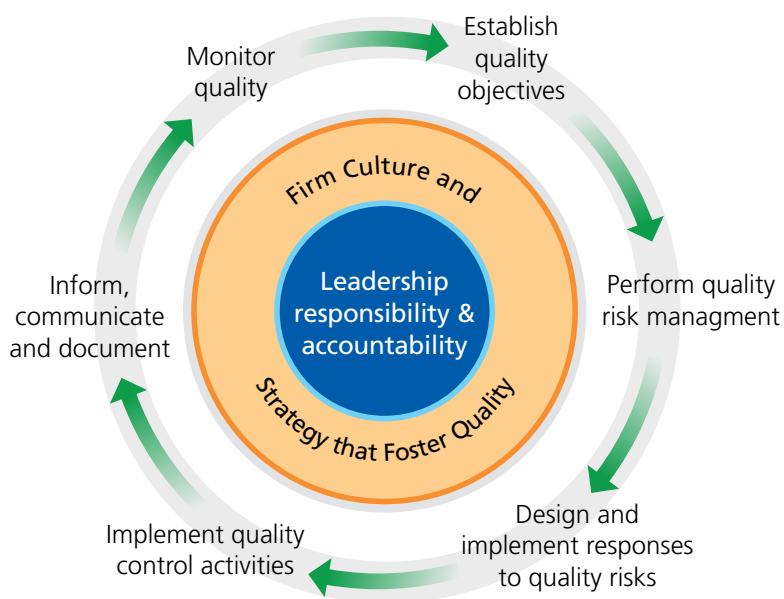 Establish
quality
objectives
Perform quality
risk managment
Design and
implement responses
to quality risks
Implement quality
control activities
Inform,
communicate
and document
Monitor
quality
Firm Culture and
Strategy that Foster Quality
Leadership
responsibility &
accountability